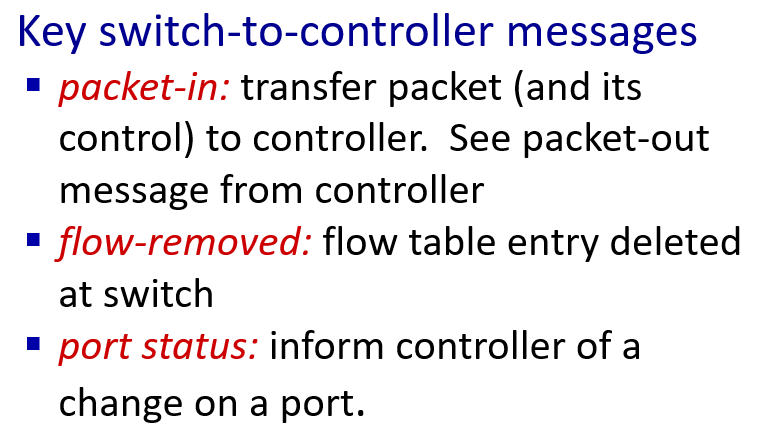 Key switch-to-controller messages
▪ packet-in: transfer packet (and its
control) to controller.  See packet-out
message from controller
▪ flow-removed: flow table entry deleted
at switch
▪ port status: inform controller of a
change on a port.